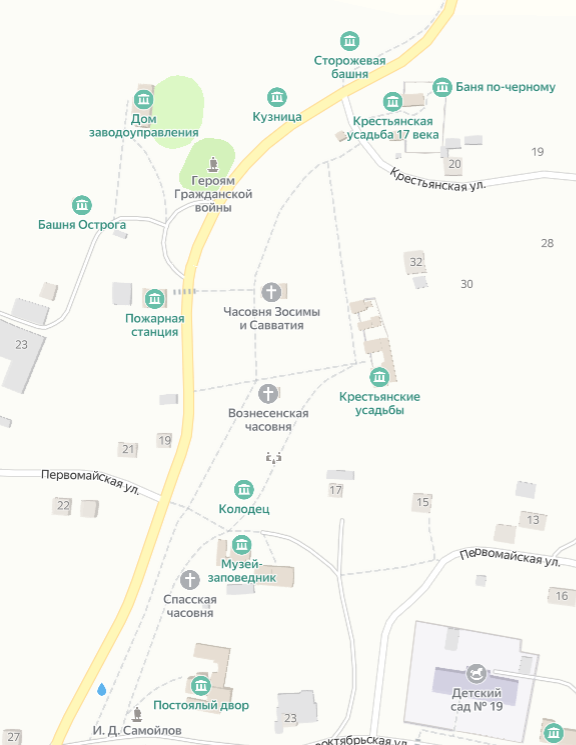 Сторожевая
башня
Баня по-черному
Кузница
Дом
заводоуправления
Крестьянская
усадьба 17 века
19
20
Крестьянская ул.
Героям
Гражданской
войны
Башня Острога
28
32
30
Часовня Зосимы
и Савватия
Пожарная
станция
23
Крестьянские
усадьбы
Вознесенская
часовня
19
21
Первомайская ул.
Колодец
17
15
22
13
Музей-
заповедник
Первомайская ул.
Спасская
часовня
16
Детский
сад № 19
Постоялый двор
23
И. Д. Самойлов
27
ооктябрьская ул.